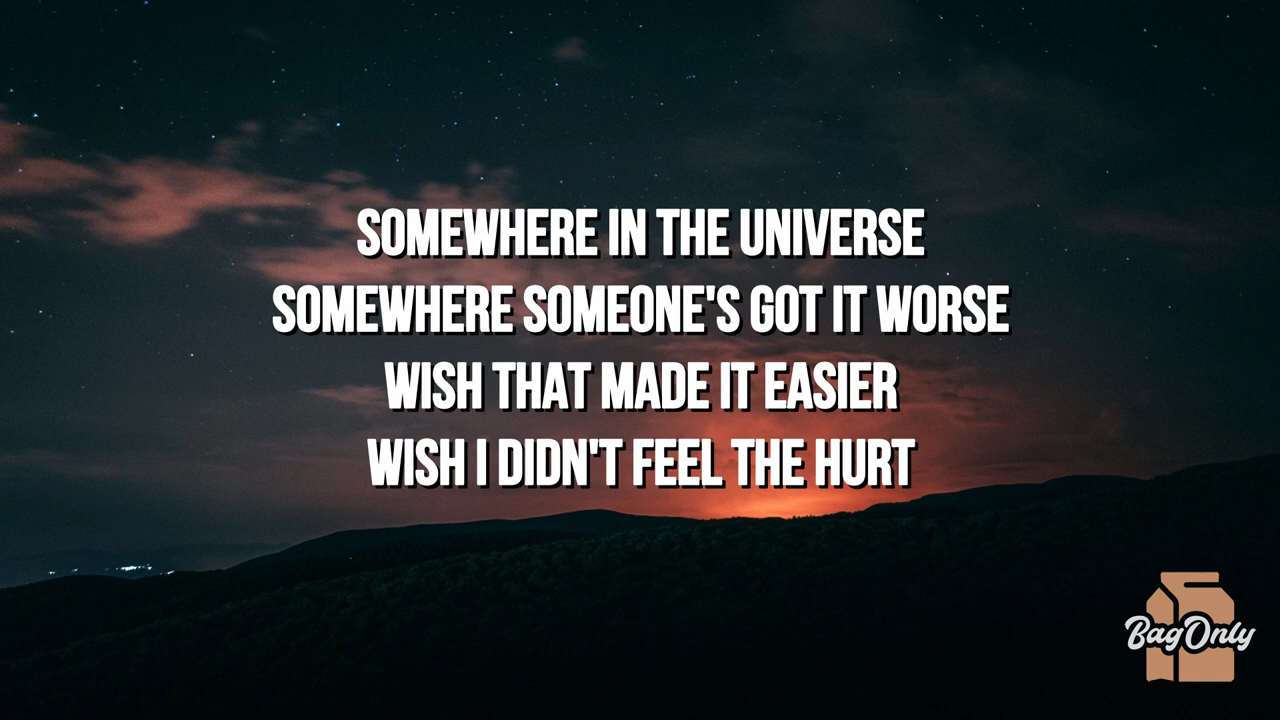 SOMEWHERE IN THE UNIVERSE
SOMEWHERE SOMEONE'S GOT IT WORSE
WISH THAT MADE IT EASIER
WISH I DIDN'T FEEL THE HURT
BagOnly